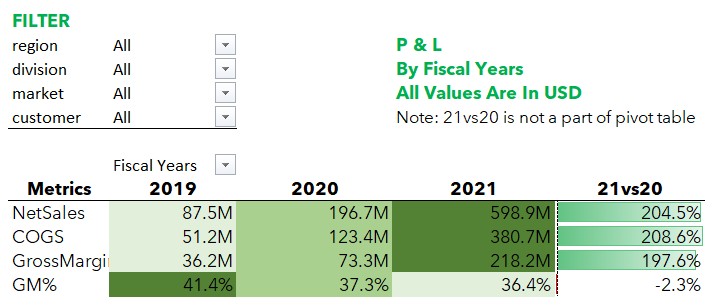 FILTER
region All
division All
market All
customer All
P & L
By Fiscal Years
All Values Are In USD
Note: 21vs20 is not a part of pivot table
Fiscal Years
Metrics 2019 2020 2021 21vs20
NetSales 87.5M 196.7M 598.9M 204.5%
COGS 51.2M 123.4M 380.7M 208.6%
GrossMargi 36.2M 73.3M 218.2M 197.6%
GM% 41.4% 37.3% 36.4% -2.3%